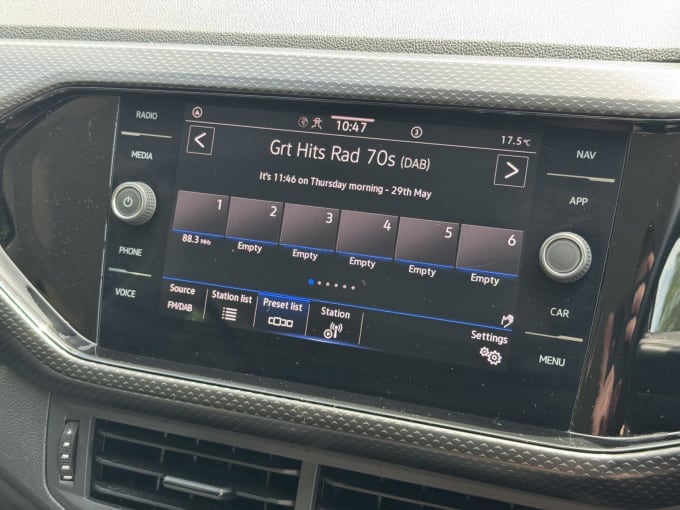 RADIO
MEDIA
PHONE
VOICE
10:47
3
17.5°C
Grt Hits Rad 70s (DAB)
It's 11:46 on Thursday morning - 29th May
1 2 3 4 5 6
88.3 MHz Empty Empty Empty Empty Empty
Source
FM/DAB
Station list
Preset list
Station
Settings
NAV
APP
CAR
MENU